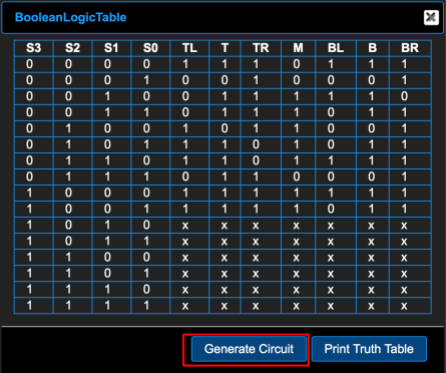 BooleanLogicTable
S3 S2 S1 S0 TL T TR M BL B BR
0 0 0 0 1 1 1 0 1 1 1
0 0 0 1 0 0 1 0 0 0 1
0 0 1 0 0 1 1 1 1 1 0
0 0 1 1 0 1 1 1 0 1 1
0 1 0 0 1 0 1 1 0 0 1
0 1 0 1 1 1 0 1 0 1 1
0 1 1 0 1 1 0 1 1 1 1
0 1 1 1 0 1 1 0 0 0 1
1 0 0 0 1 1 1 1 1 1 1
1 0 0 1 1 1 1 1 0 1 1
1 0 1 0 x x x x x x x
1 0 1 1 x x x x x x x
1 1 0 0 x x x x x x x
1 1 0 1 x x x x x x x
1 1 1 0 x x x x x x x
1 1 1 1 x x x x x x x
Generate Circuit Print Truth Table